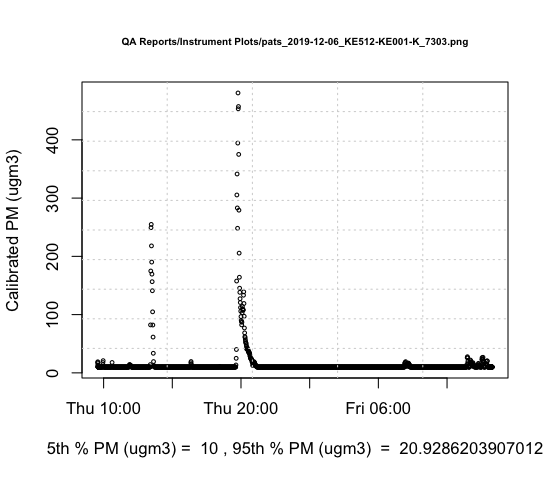 QA Reports/Instrument Plots/pats_2019-12-06_KE512-KE001-K_7303.png
Calibrated PM (ugm3)
400
300
200
100
0
Thu 10:00 Thu 20:00 Fri 06:00
5th % PM (ugm3) = 10 , 95th % PM (ugm3) = 20.9286203907012